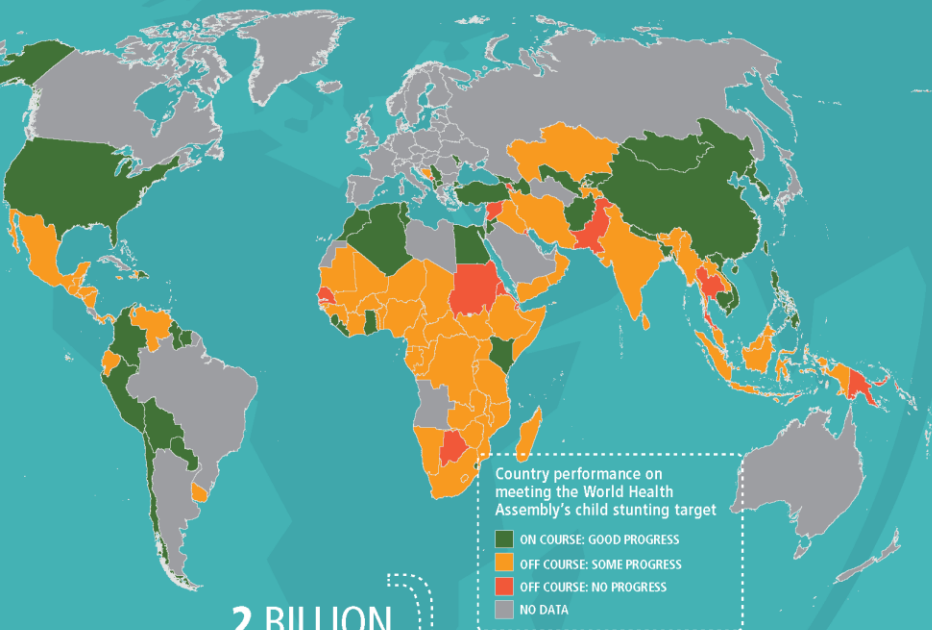 Country performance on
meeting the World Health
Assembly's child stunting target
ON COURSE: GOOD PROGRESS
OFF COURSE: SOME PROGRESS
OFF COURSE: NO PROGRESS
NO DATA
2 BILLION